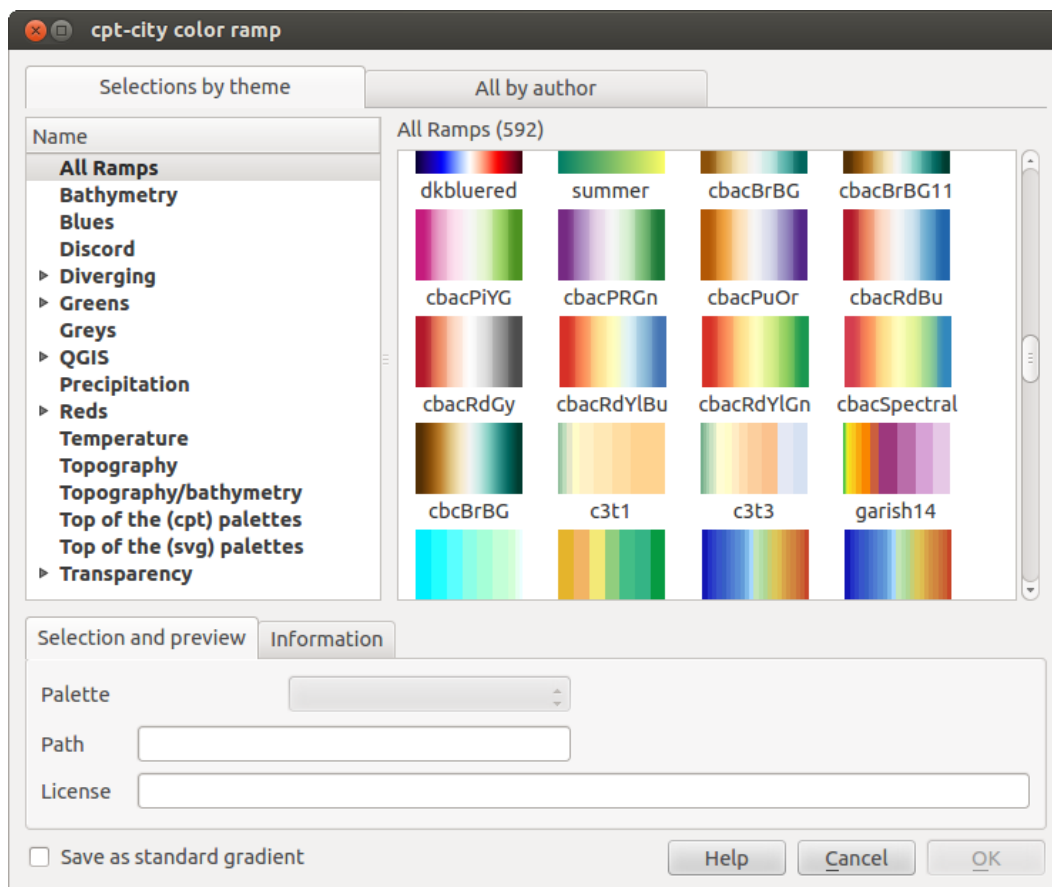 cpt-city color ramp
Selections by theme
All by author
Name
All Ramps
Bathymetry
Blues
Discord
Diverging
Greens
Greys
QGIS
Precipitation
Reds
Temperature
Topography
Topography/bathymetry
Top of the (cpt) palettes
Top of the (svg) palettes
Transparency
All Ramps (592)
dkbluered summer cbacBrBG cbacBrBG11
cbacPiYG cbacPRGn cbacPuOr cbacRdBu
cbacRdGy cbacRdYlBu cbacRdYlGn cbacSpectral
cbcBrBG c3t1 c3t3 garish14
Selection and preview
Information
Palette
Path
License
Save as standard gradient
Help
Cancel
OK